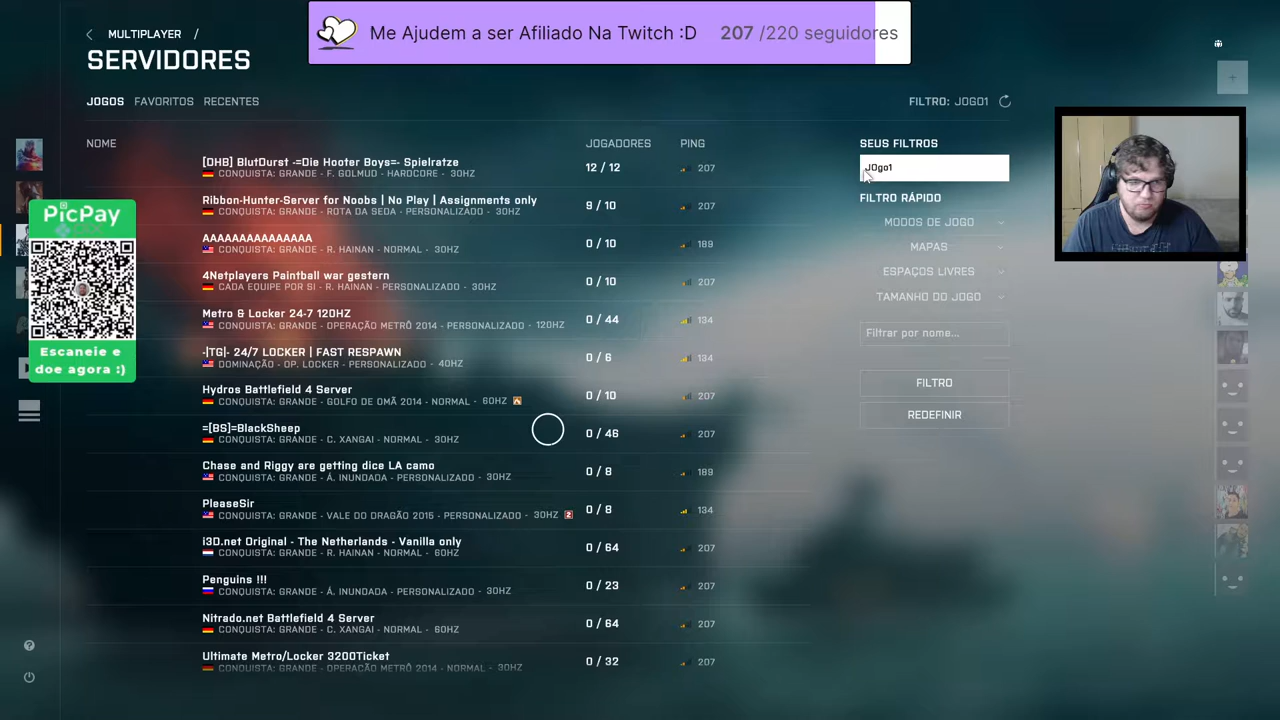 Me Ajudem a ser Afiliado Na Twitch :D 207 /220 seguidores
MULTIPLAYER /
SERVIDORES
JOGOS FAVORITOS RECENTES
FILTRO: JOGO1
NOME JOGADORES PING
[DHB] BlutDurst -=Die Hooter Boys=- Spielratze
CONQUISTA: GRANDE - F. GOLMUD - HARDCORE - 30HZ
12 / 12 207
Ribbon-Hunter-Server for Noobs | No Play | Assignments only
CONQUISTA: GRANDE - ROTA DA SEDA - PERSONALIZADO - 30HZ
9 / 10 207
AAAAAAAAAAAAAAA
CONQUISTA: GRANDE - R. HAINAN - NORMAL - 30HZ
0 / 10 189
4Netplayers Paintball war gestern
CADA EQUIPE POR SI - R. HAINAN - PERSONALIZADO - 30HZ
0 / 10 207
Metro & Locker 24-7 120HZ
CONQUISTA: GRANDE - OPERAÇÃO METRÔ 2014 - PERSONALIZADO - 120HZ
0 / 44 134
-|TG|- 24/7 LOCKER | FAST RESPAWN
DOMINAÇÃO - OP. LOCKER - PERSONALIZADO - 40HZ
0 / 6 134
Hydros Battlefield 4 Server
CONQUISTA: GRANDE - GOLFO DE OMÃ 2014 - NORMAL - 60HZ
0 / 10 207
=[BS]=BlackSheep
CONQUISTA: GRANDE - C. XANGAI - NORMAL - 30HZ
0 / 46 207
Chase and Riggy are getting dice LA camo
CONQUISTA: GRANDE - Á. INUNDADA - PERSONALIZADO - 30HZ
0 / 8 189
PleaseSir
CONQUISTA: GRANDE - VALE DO DRAGÃO 2015 - PERSONALIZADO - 30HZ 2
0 / 8 134
i3D.net Original - The Netherlands - Vanilla only
CONQUISTA: GRANDE - R. HAINAN - NORMAL - 60HZ
0 / 64 207
Penguins !!!
CONQUISTA: GRANDE - Á. INUNDADA - PERSONALIZADO - 30HZ
0 / 23 207
Nitrado.net Battlefield 4 Server
CONQUISTA: GRANDE - C. XANGAI - NORMAL - 60HZ
0 / 64 207
Ultimate Metro/Locker 3200Ticket
CONQUISTA: GRANDE - OPERAÇÃO METRÔ 2014 - NORMAL - 30HZ
0 / 32 207
SEUS FILTROS
JOgo1
FILTRO RÁPIDO
MODOS DE JOGO
MAPAS
ESPAÇOS LIVRES
TAMANHO DO JOGO
Filtrar por nome...
FILTRO
REDEFINIR
PicPay
Escaneie e
doe agora :)